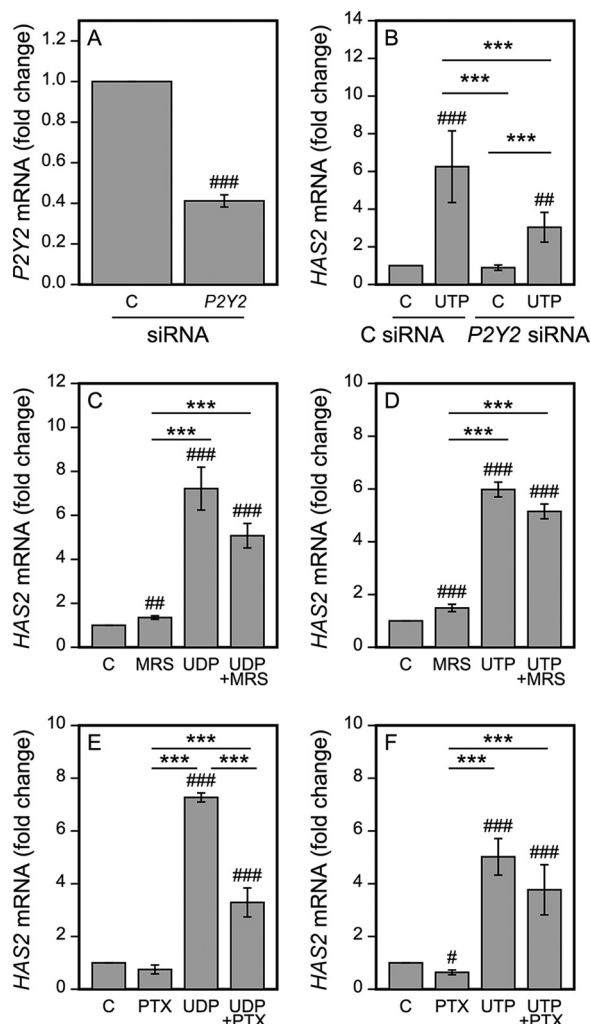 A
P2Y2 mRNA (fold change)
1.2
1.0
0.8
0.6
0.4
0.2
0.0
###
C P2Y2
siRNA
B
HAS2 mRNA (fold change)
14
12
10
8
6
4
2
0
***
***
###
***
##
C UTP C UTP
C siRNA P2Y2 siRNA
C
HAS2 mRNA (fold change)
12
10
8
6
4
2
0
***
***
###
###
##
C MRS UDP UDP
+MRS
D
HAS2 mRNA (fold change)
10
8
6
4
2
0
***
***
###
###
###
C MRS UTP UTP
+MRS
E
HAS2 mRNA (fold change)
10
8
6
4
2
0
***
*** ***
###
###
C PTX UDP UDP
+PTX
F
HAS2 mRNA (fold change)
10
8
6
4
2
0
***
***
###
###
#
C PTX UTP UTP
+PTX